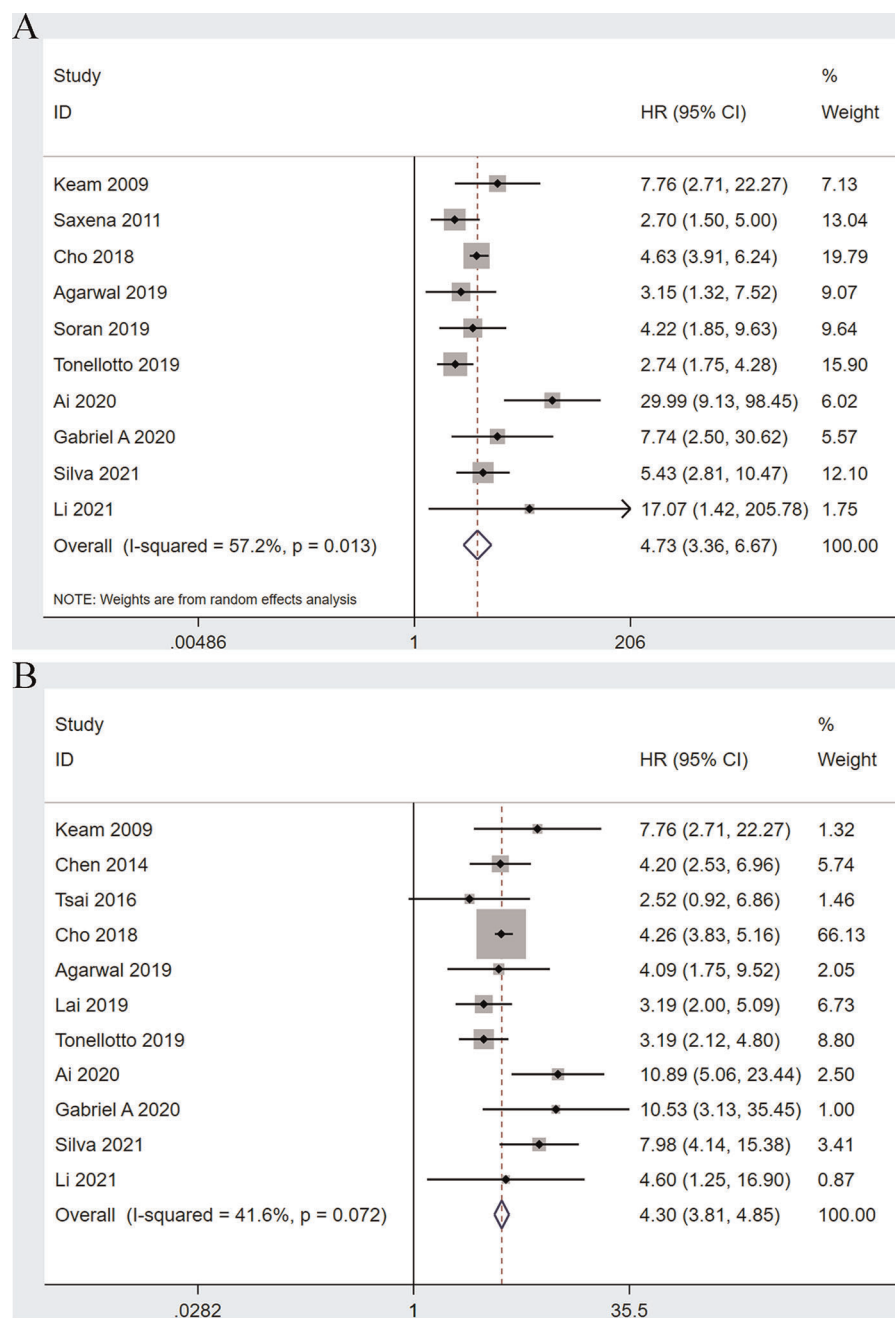 A
Study %
ID HR (95% CI) Weight
Keam 2009 7.76 (2.71, 22.27) 7.13
Saxena 2011 2.70 (1.50, 5.00) 13.04
Cho 2018 4.63 (3.91, 6.24) 19.79
Agarwal 2019 3.15 (1.32, 7.52) 9.07
Soran 2019 4.22 (1.85, 9.63) 9.64
Tonellotto 2019 2.74 (1.75, 4.28) 15.90
Ai 2020 29.99 (9.13, 98.45) 6.02
Gabriel A 2020 7.74 (2.50, 30.62) 5.57
Silva 2021 5.43 (2.81, 10.47) 12.10
Li 2021 17.07 (1.42, 205.78) 1.75
Overall (I-squared = 57.2%, p = 0.013) 4.73 (3.36, 6.67) 100.00
NOTE: Weights are from random effects analysis
.00486 1 206
B
Study %
ID HR (95% CI) Weight
Keam 2009 7.76 (2.71, 22.27) 1.32
Chen 2014 4.20 (2.53, 6.96) 5.74
Tsai 2016 2.52 (0.92, 6.86) 1.46
Cho 2018 4.26 (3.83, 5.16) 66.13
Agarwal 2019 4.09 (1.75, 9.52) 2.05
Lai 2019 3.19 (2.00, 5.09) 6.73
Tonellotto 2019 3.19 (2.12, 4.80) 8.80
Ai 2020 10.89 (5.06, 23.44) 2.50
Gabriel A 2020 10.53 (3.13, 35.45) 1.00
Silva 2021 7.98 (4.14, 15.38) 3.41
Li 2021 4.60 (1.25, 16.90) 0.87
Overall (I-squared = 41.6%, p = 0.072) 4.30 (3.81, 4.85) 100.00
.0282 1 35.5